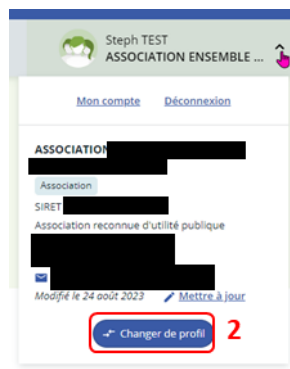 Steph TEST
ASSOCIATION ENSEMBLE ...
Mon compte Déconnexion
ASSOCIATION
Association
SIRET
Association reconnue d'utilité publique
Modifié le 24 août 2023 Mettre à jour
Changer de profil 2